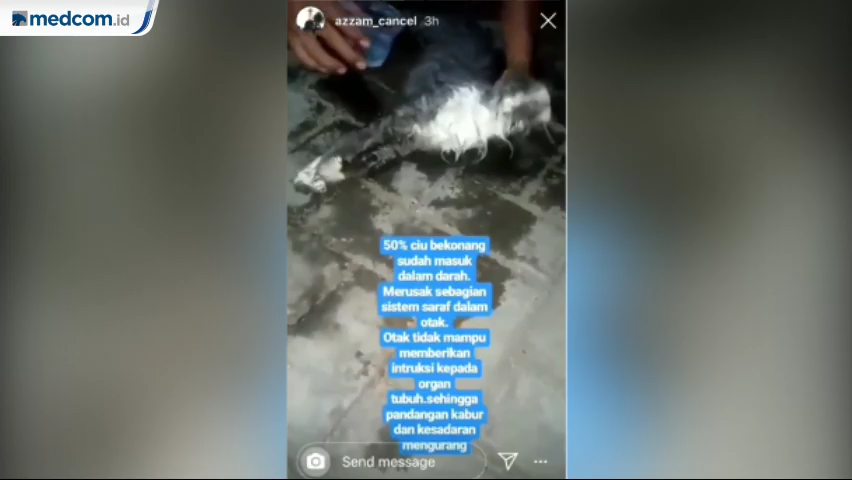 medcom.id
azzam_cancel 3h
50% ciu bekonang
sudah masuk
dalam darah.
Merusak sebagian
sistem saraf dalam
otak.
Otak tidak mampu
memberikan
intruksi kepada
organ
tubuh.sehingga
pandangan kabur
dan kesadaran
mengurang
Send message